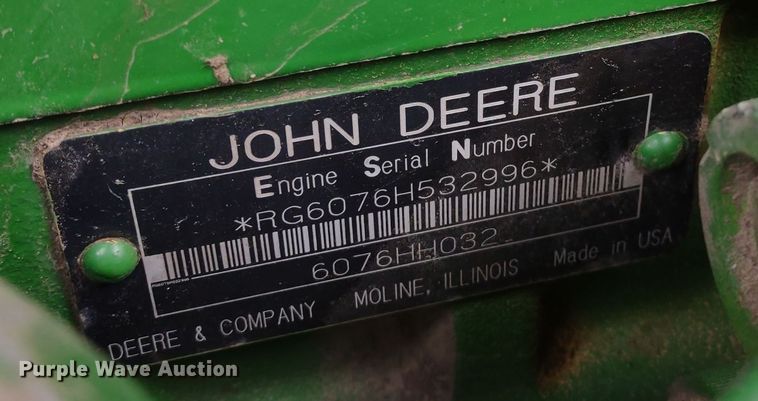 JOHN DEERE
Engine Serial Number
*RG6076H532996*
6076HH032
DEERE & COMPANY MOLINE, ILLINOIS Made in USA
Purple Wave Auction